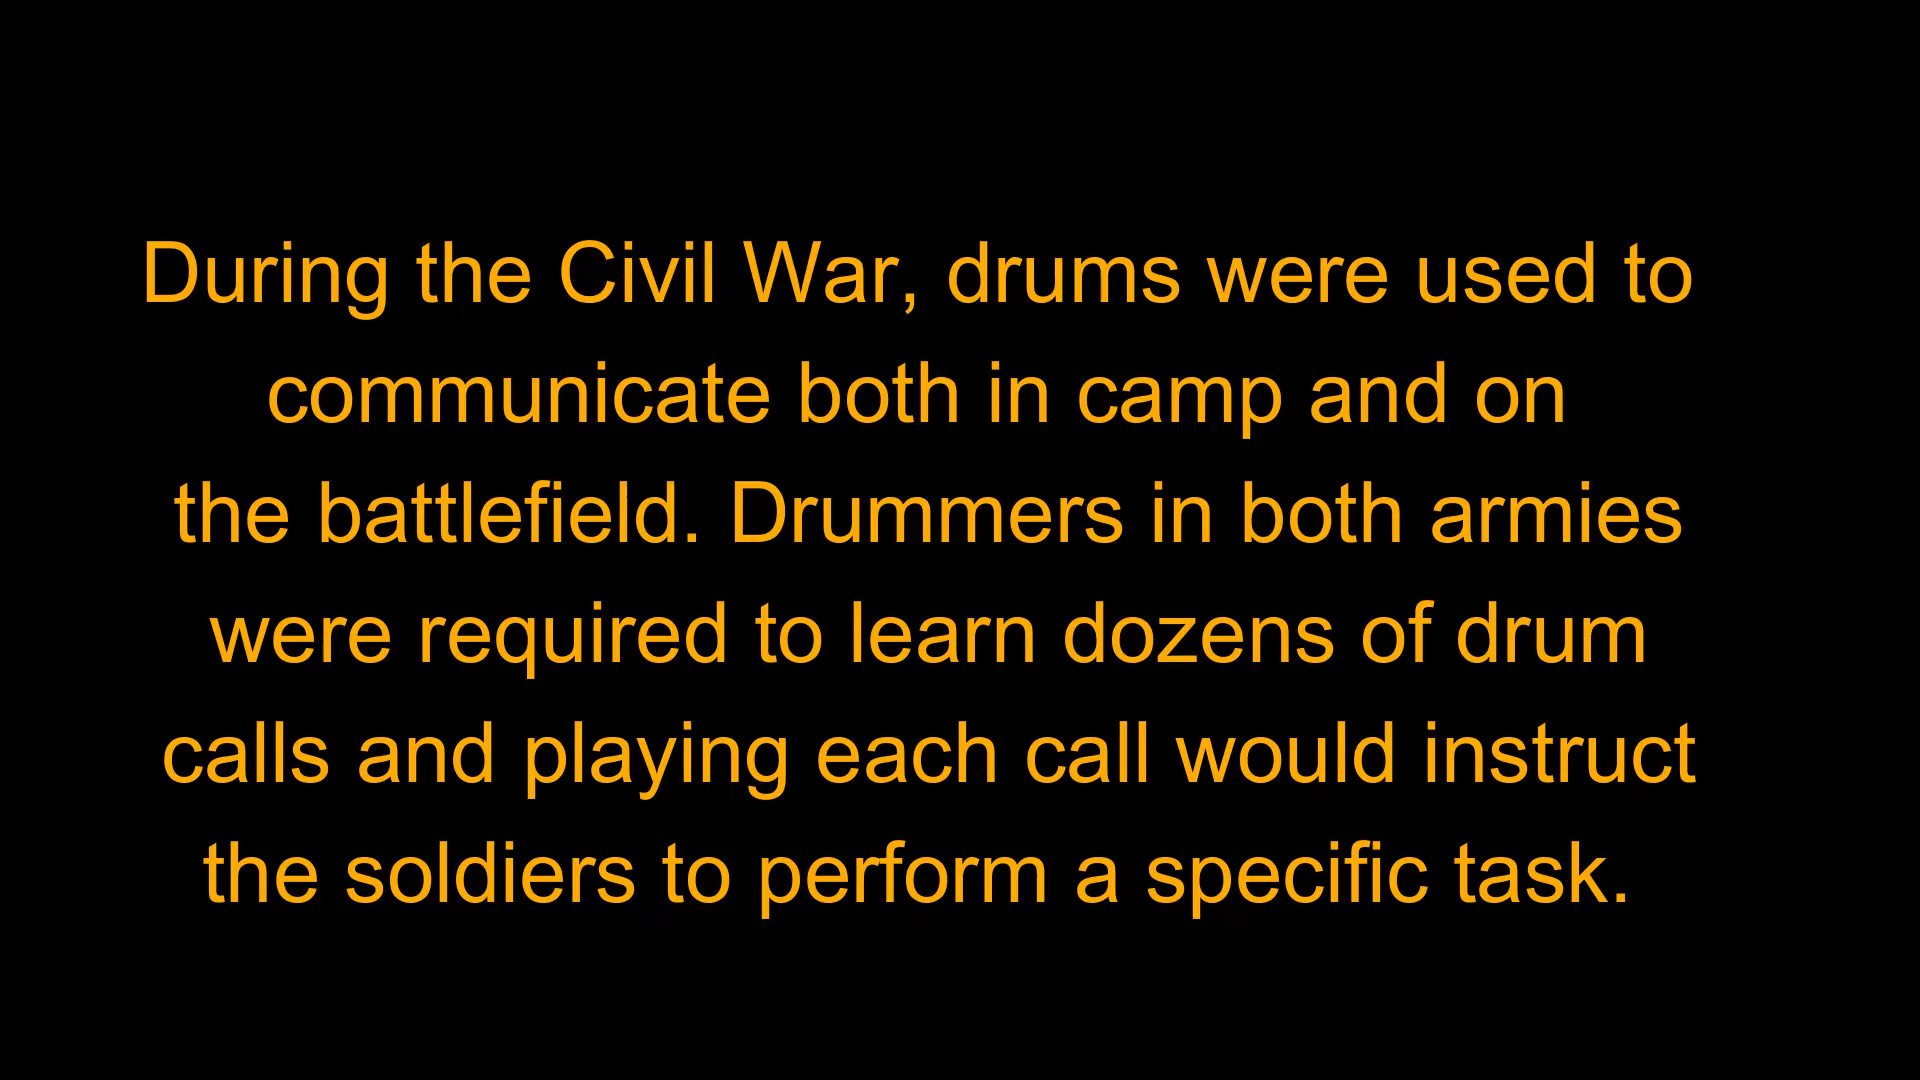 During the Civil War, drums were used to
communicate both in camp and on
the battlefield. Drummers in both armies
were required to learn dozens of drum
calls and playing each call would instruct
the soldiers to perform a specific task.